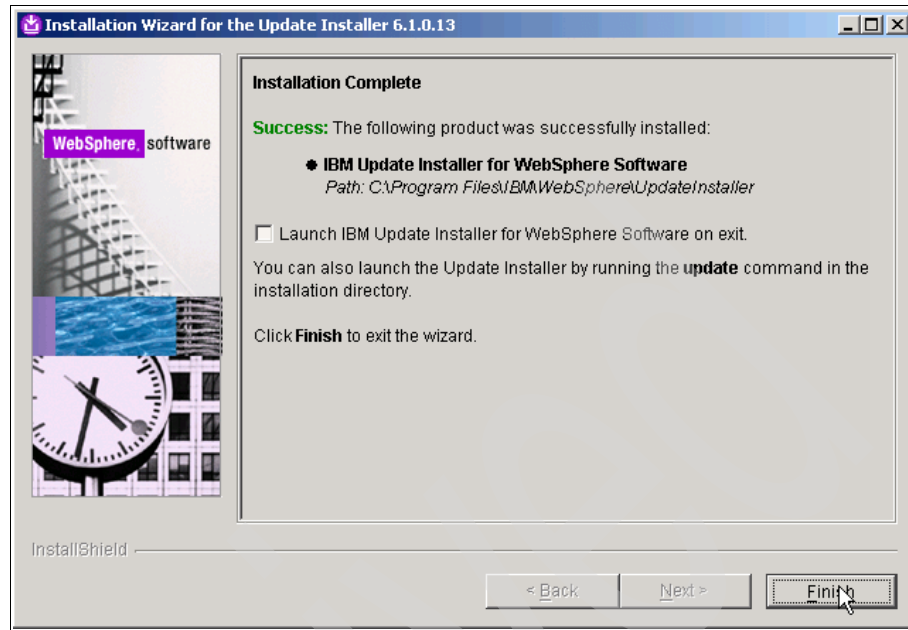 Installation Wizard for the Update Installer 6.1.0.13
WebSphere. software
Installation Complete
Success: The following product was successfully installed:
IBM Update Installer for WebSphere Software
Path: C:\Program Files\IBM\WebSphere\UpdateInstaller
Launch IBM Update Installer for WebSphere Software on exit.
You can also launch the Update Installer by running the update command in the
installation directory.
Click Finish to exit the wizard.
InstallShield
< Back Next > Finish